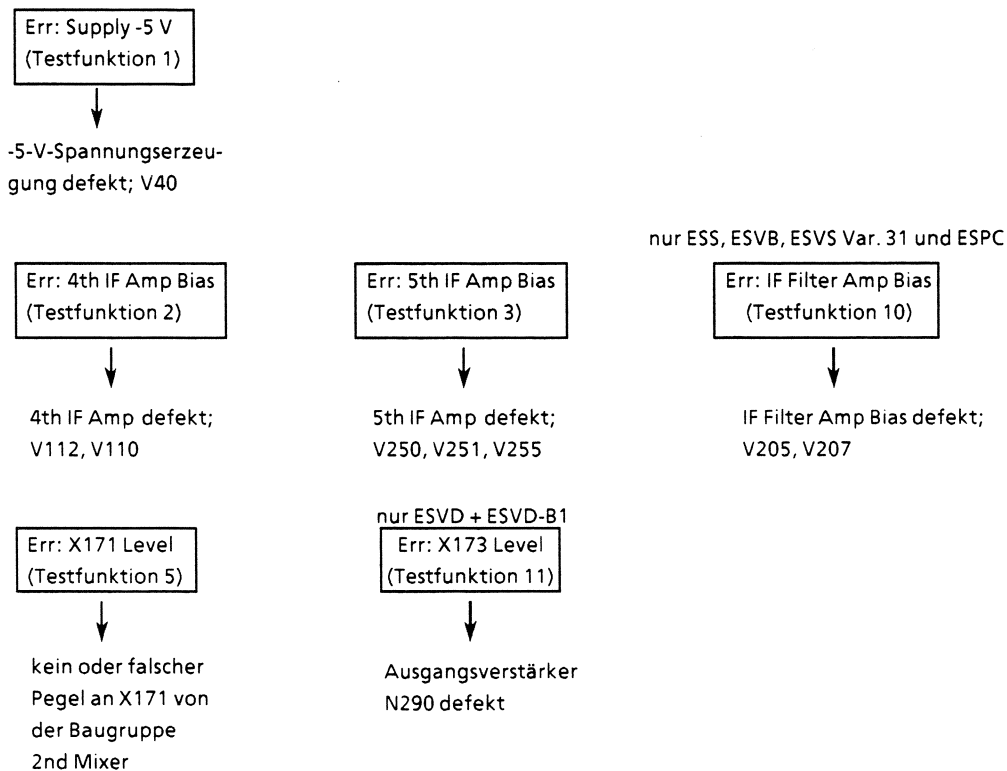 Err: Supply -5 V
(Testfunktion 1)
-5-V-Spannungserzeu-
gung defekt; V40
Err: 4th IF Amp Bias
(Testfunktion 2)
4th IF Amp defekt;
V112, V110
Err: 5th IF Amp Bias
(Testfunktion 3)
5th IF Amp defekt;
V250, V251, V255
nur ESS, ESVB, ESVS Var. 31 und ESPC
Err: IF Filter Amp Bias
(Testfunktion 10)
IF Filter Amp Bias defekt;
V205, V207
Err: X171 Level
(Testfunktion 5)
kein oder falscher
Pegel an X171 von
der Baugruppe
2nd Mixer
nur ESVD + ESVD-B1
Err: X173 Level
(Testfunktion 11)
Ausgangsverstärker
N290 defekt